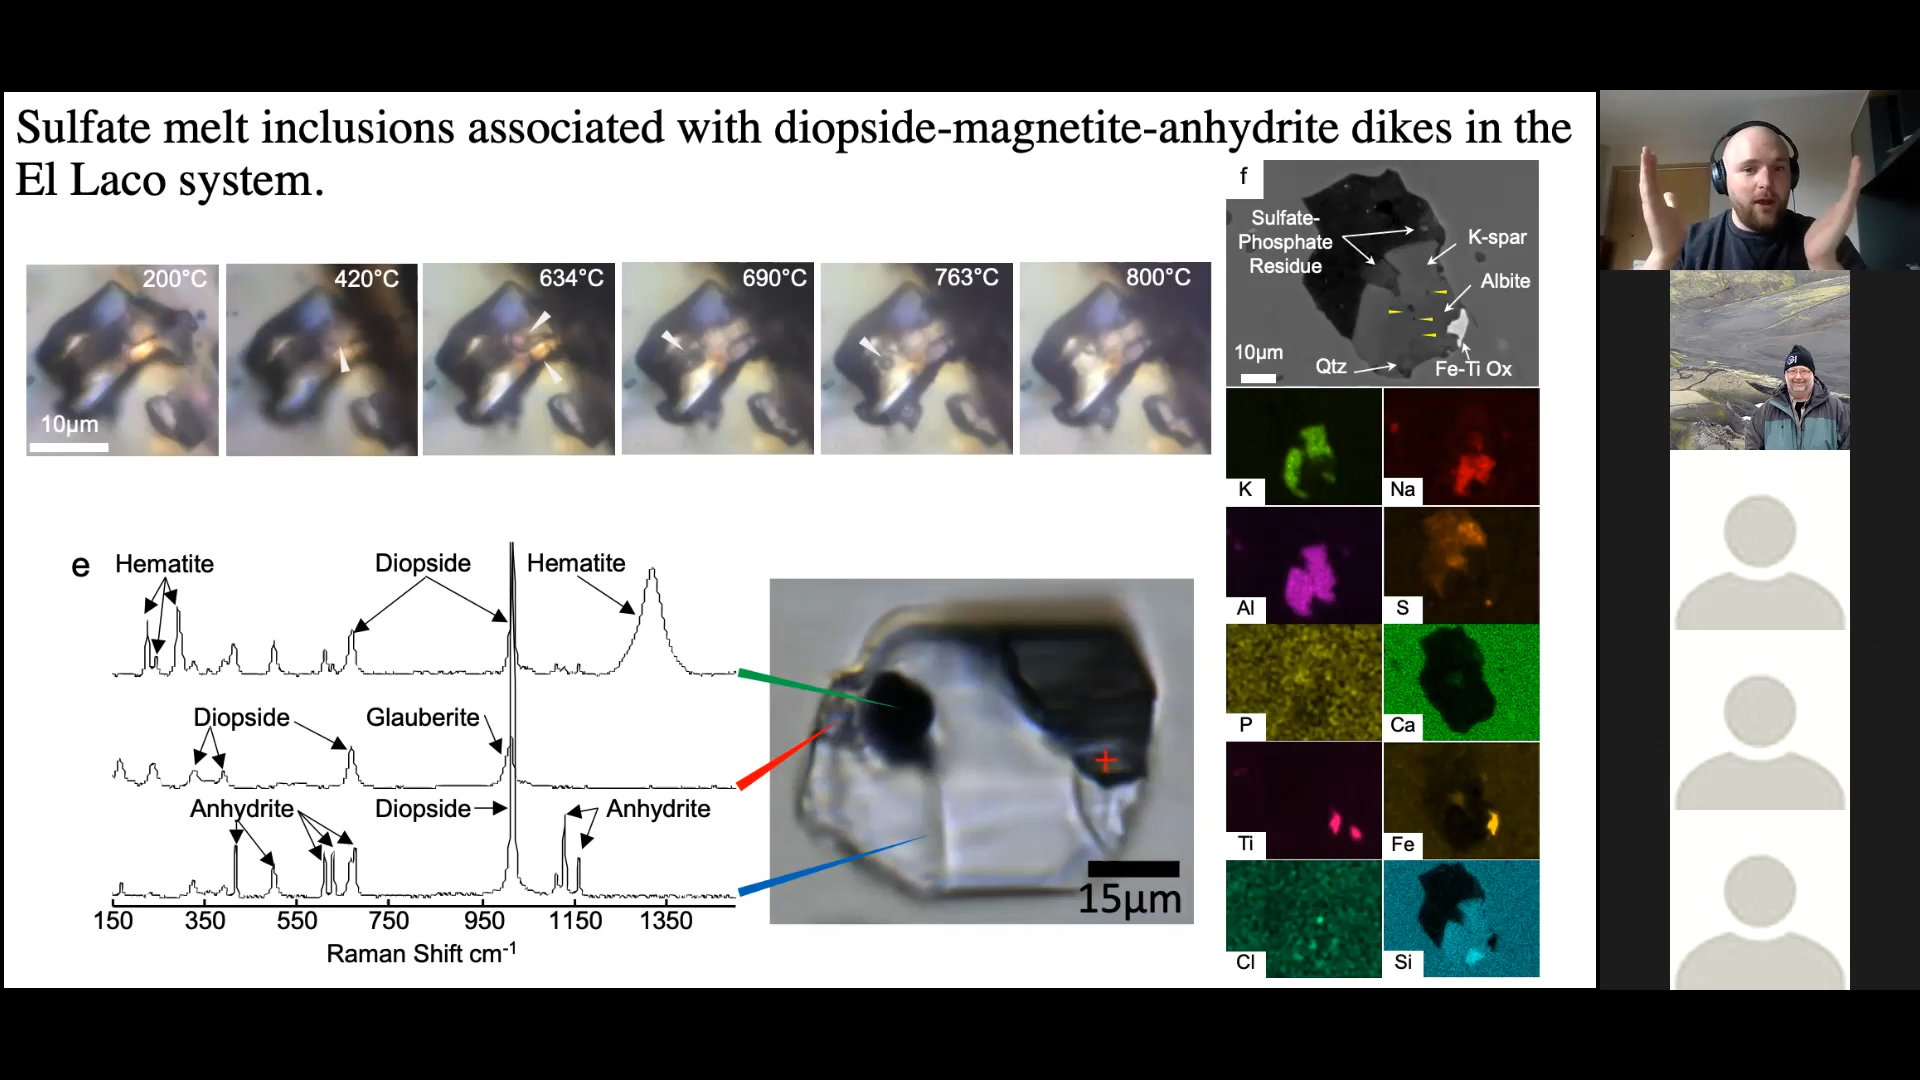 Sulfate melt inclusions associated with diopside-magnetite-anhydrite dikes in the
El Laco system.
200°C
420°C
634°C
690°C
763°C
800°C
10µm
f
Sulfate-
Phosphate
Residue
K-spar
Albite
10µm
Qtz
Fe-Ti Ox
K
Na
Al
S
P
Ca
Ti
Fe
Cl
Si
e
Hematite
Diopside
Hematite
Diopside
Glauberite
Anhydrite
Diopside
Anhydrite
150 350 550 750 950 1150 1350
Raman Shift cm-1
15µm